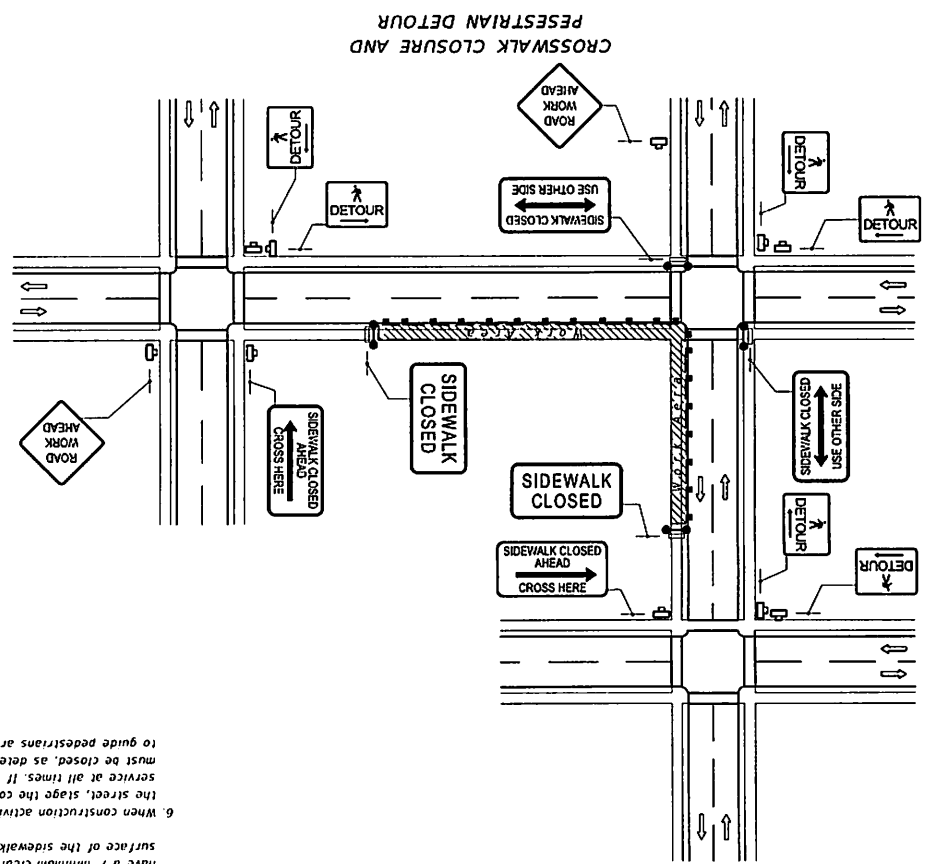 surface of the sidewalk
6. When construction activi
the street, stage the co
service at all times. If
must be closed, as dete
to guide pedestrians ar
DETOUR
DETOUR
SIDEWALK CLOSED
AHEAD
CROSS HERE
SIDEWALK
CLOSED
Work Area
SIDEWALK CLOSED
USE OTHER SIDE
SIDEWALK
CLOSED
Work Area
SIDEWALK CLOSED
AHEAD
CROSS HERE
ROAD
WORK
AHEAD
DETOUR
DETOUR
SIDEWALK CLOSED
USE OTHER SIDE
DETOUR
DETOUR
ROAD
WORK
AHEAD
CROSSWALK CLOSURE AND
PESESTRIAN DETOUR